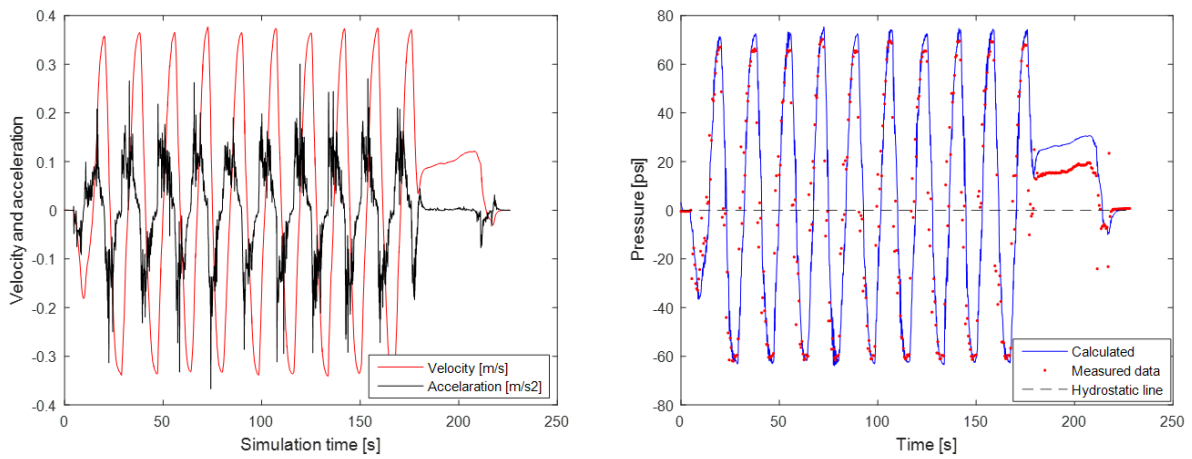 0.4
0.3
0.2
0.1
0
-0.1
-0.2
-0.3
-0.4
Velocity and acceleration
0 50 100 150 200 250
Simulation time [s]
Velocity [m/s]
Accelaration [m/s2]
80
60
40
20
0
-20
-40
-60
-80
Pressure [psi]
0 50 100 150 200 250
Time [s]
Calculated
Measured data
Hydrostatic line